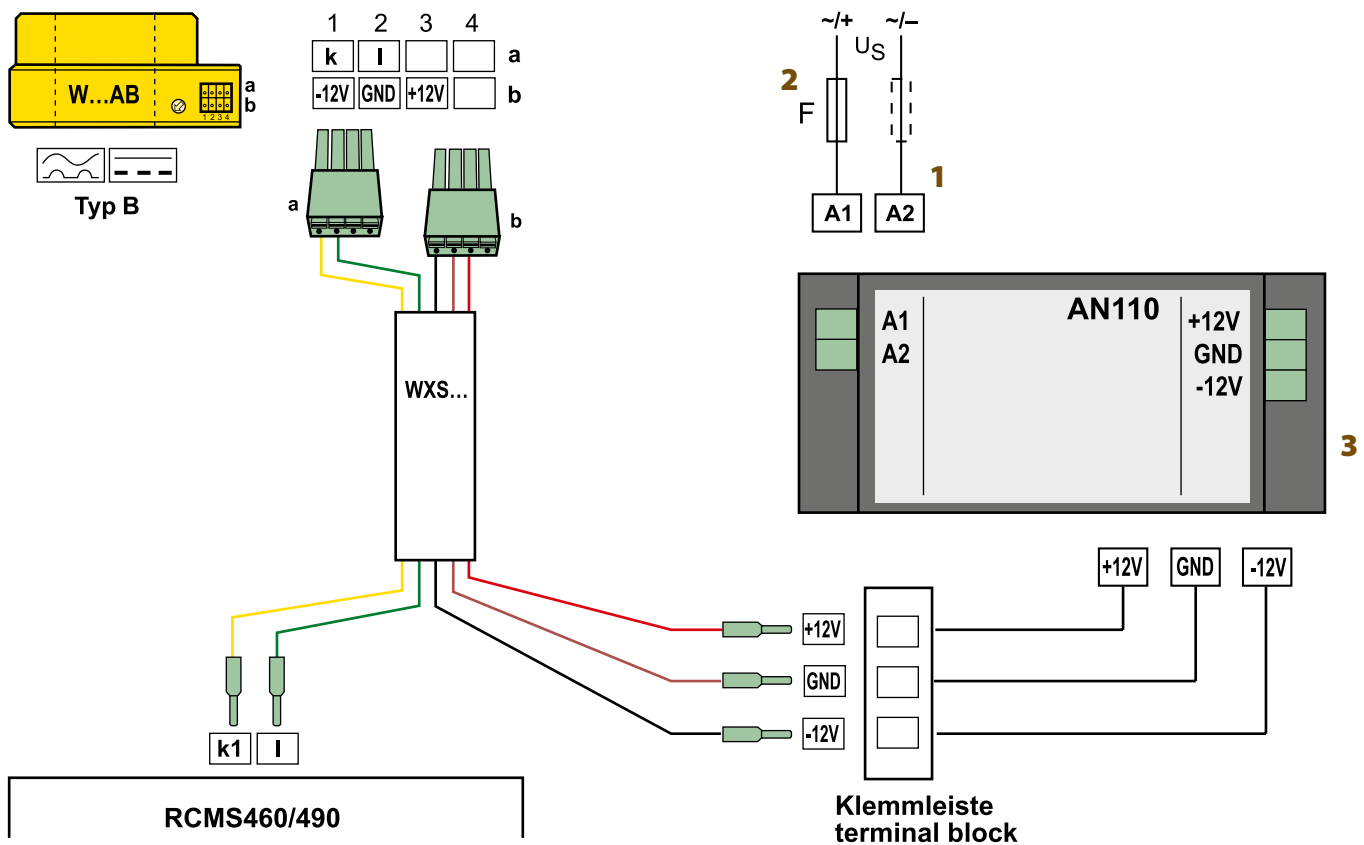 W...AB
a
b
1 2 3 4
Typ B
1 2 3 4
k l a
-12V GND +12V b
a
b
WXS...
k1 l
RCMS460/490
~/+ ~/–
US
2
F
1
A1 A2
AN110
A1
A2
+12V
GND
-12V
3
+12V GND -12V
+12V
GND
-12V
Klemmleiste
terminal block